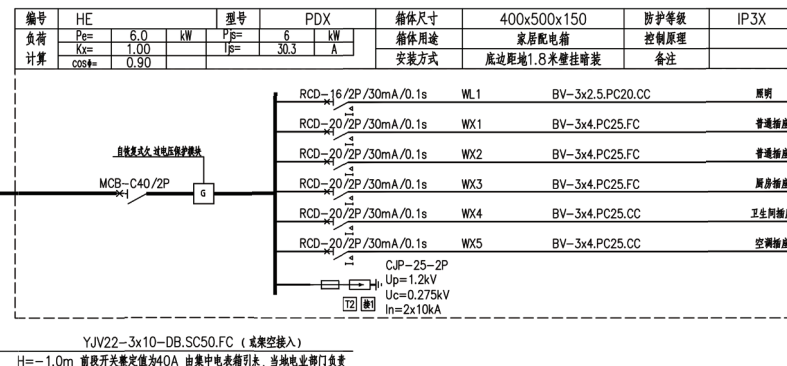 编号 HE 型号 PDX 箱体尺寸 400x500x150 防护等级 IP3X
负荷计算 Pe= 6.0 kW Pjs= 6 kW 箱体用途 家居配电箱 控制原理
Kx= 1.00 Ijs= 30.3 A 安装方式 底边距地1.8米壁挂暗装 备注
cosφ= 0.90
RCD-16/2P/30mA/0.1s WL1 BV-3x2.5.PC20.CC 照明
RCD-20/2P/30mA/0.1s WX1 BV-3x4.PC25.FC 普通插座
自恢复式欠.过电压保护模块
RCD-20/2P/30mA/0.1s WX2 BV-3x4.PC25.FC 普通插座
MCB-C40/2P G
RCD-20/2P/30mA/0.1s WX3 BV-3x4.PC25.FC 厨房插座
RCD-20/2P/30mA/0.1s WX4 BV-3x4.PC25.CC 卫生间插座
RCD-20/2P/30mA/0.1s WX5 BV-3x4.PC25.CC 空调插座
CJP-25-2P
Up=1.2kV
Uc=0.275kV
T2 接1 In=2x10kA
YJV22-3x10-DB.SC50.FC (或架空接入)
H=-1.0m 前段开关整定值为40A 由集中电表箱引来, 当地电业部门负责